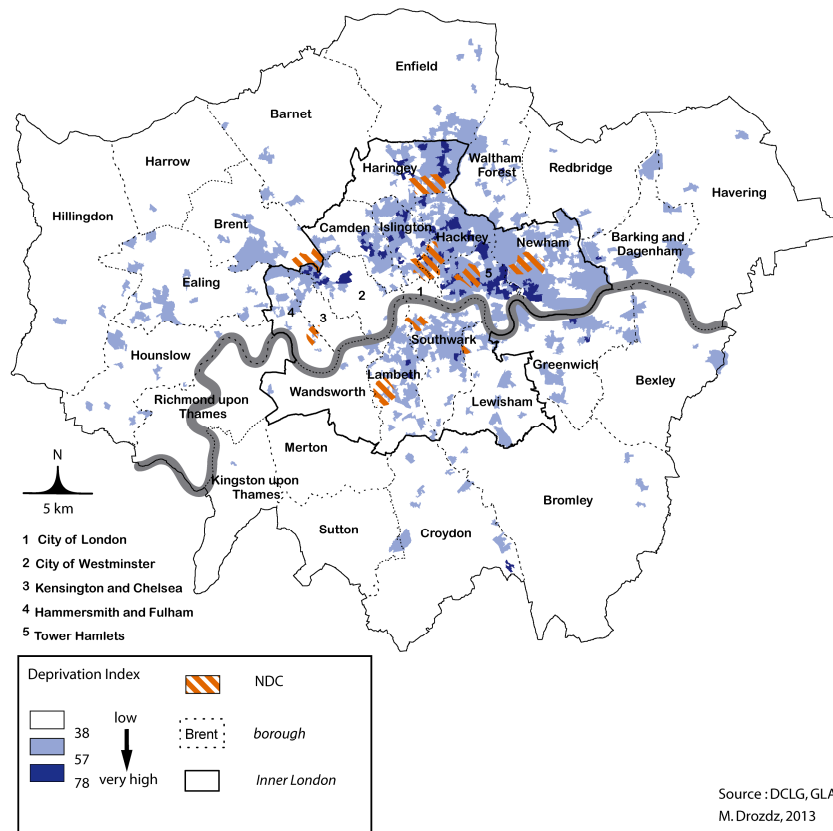 Enfield
Barnet
Harrow
Haringey
Waltham
Forest
Redbridge
Havering
Hillingdon
Brent
Camden
Islington
Hackney
Newham
Barking and
Dagenham
Ealing
5
2
1
4
3
Hounslow
Southwark
Greenwich
Bexley
Lambeth
Wandsworth
Richmond upon
Thames
Lewisham
Merton
N
5 km
Kingston upon
Thames
Bromley
Sutton
Croydon
1 City of London
2 City of Westminster
3 Kensington and Chelsea
4 Hammersmith and Fulham
5 Tower Hamlets
Deprivation Index
NDC
low
38
57
78
very high
Brent
borough
Inner London
Source : DCLG, GLA
M. Drozdz, 2013